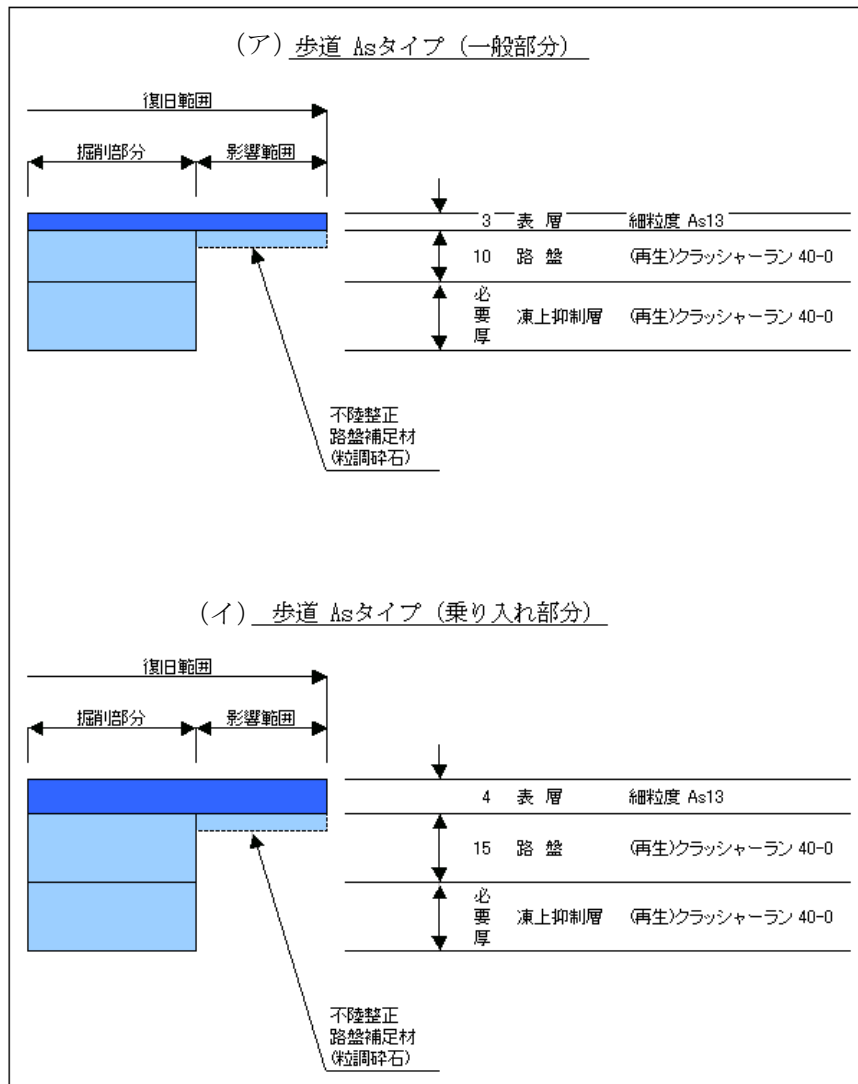 (ア) 歩道 Asタイプ (一般部分)
復旧範囲
掘削部分 影響範囲
3 表 層 細粒度 As13
10 路 盤 (再生)クラッシャーラン 40-0
必要厚 凍上抑制層 (再生)クラッシャーラン 40-0
不陸整正
路盤補足材
(粒調砕石)
(イ) 歩道 Asタイプ (乗り入れ部分)
復旧範囲
掘削部分 影響範囲
4 表 層 細粒度 As13
15 路 盤 (再生)クラッシャーラン 40-0
必要厚 凍上抑制層 (再生)クラッシャーラン 40-0
不陸整正
路盤補足材
(粒調砕石)